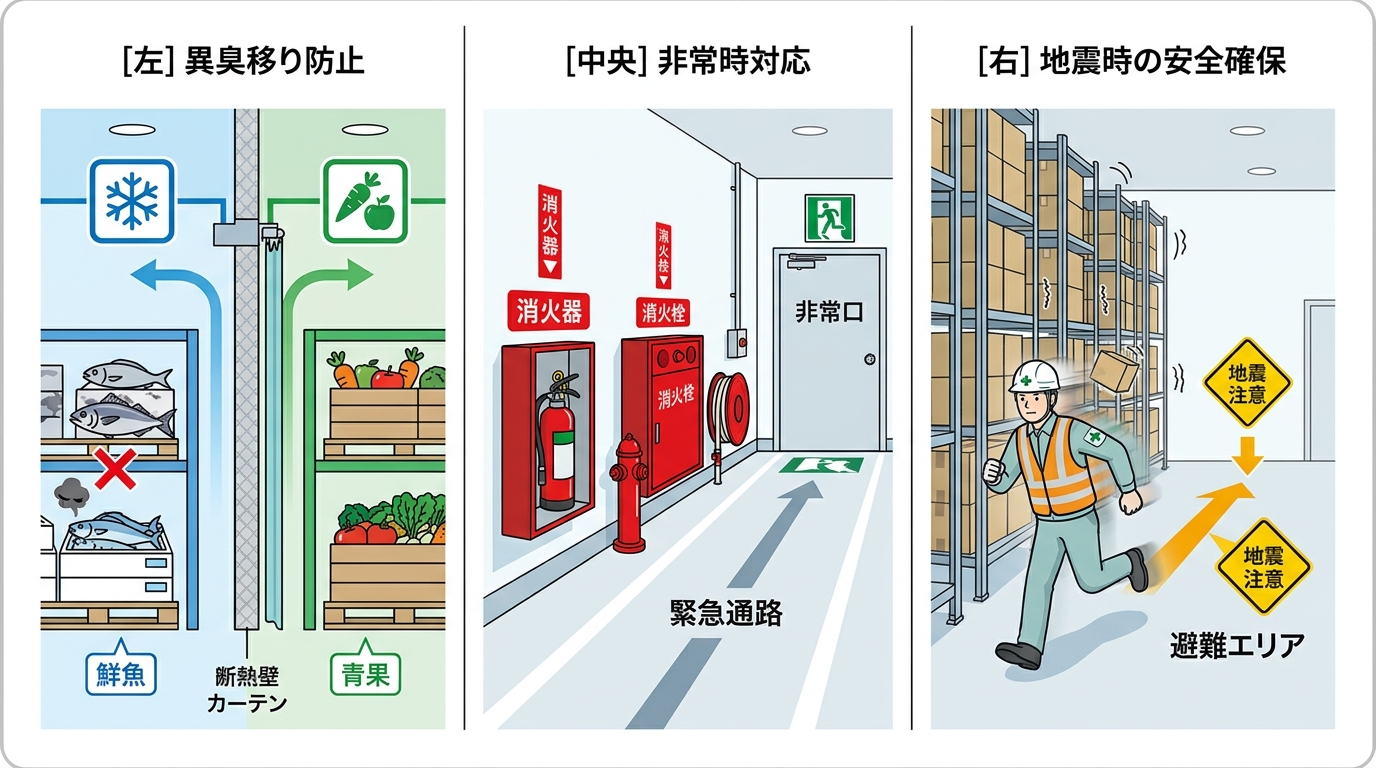 [左] 異臭移り防止
鮮魚
断熱壁
カーテン
青果
[中央] 非常時対応
消火器
消火器
消火栓
消火栓
非常口
緊急通路
[右] 地震時の安全確保
地震
注意
地震
注意
避難エリア